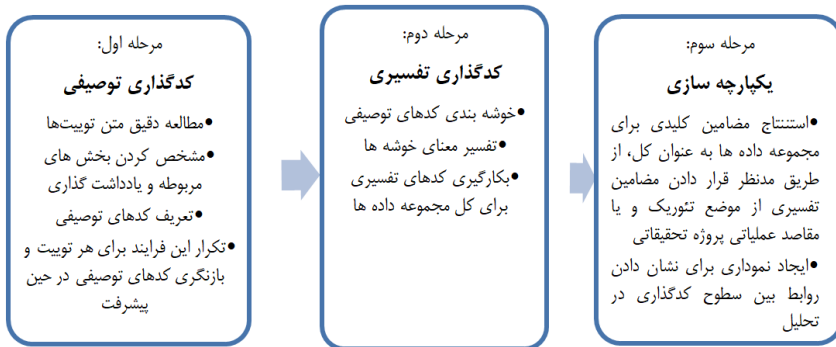 مرحله اول:
کدگذاری توصیفی
•مطالعه دقیق متن توییت‌ها
•مشخص کردن بخش های
مربوطه و یادداشت گذاری
•تعریف کدهای توصیفی
•تکرار این فرایند برای هر توییت و
بازنگری کدهای توصیفی در حین
پیشرفت
مرحله دوم:
کدگذاری تفسیری
•خوشه بندی کدهای توصیفی
•تفسیر معنای خوشه ها
•بکارگیری کدهای تفسیری
برای کل مجموعه داده ها
مرحله سوم:
یکپارچه سازی
•استنتاج مضامین کلیدی برای
مجموعه داده ها به عنوان کل، از
طریق مدنظر قرار دادن مضامین
تفسیری از موضع تئوریک و یا
مقاصد عملیاتی پروژه تحقیقاتی
•ایجاد نموداری برای نشان دادن
روابط بین سطوح کدگذاری در
تحلیل